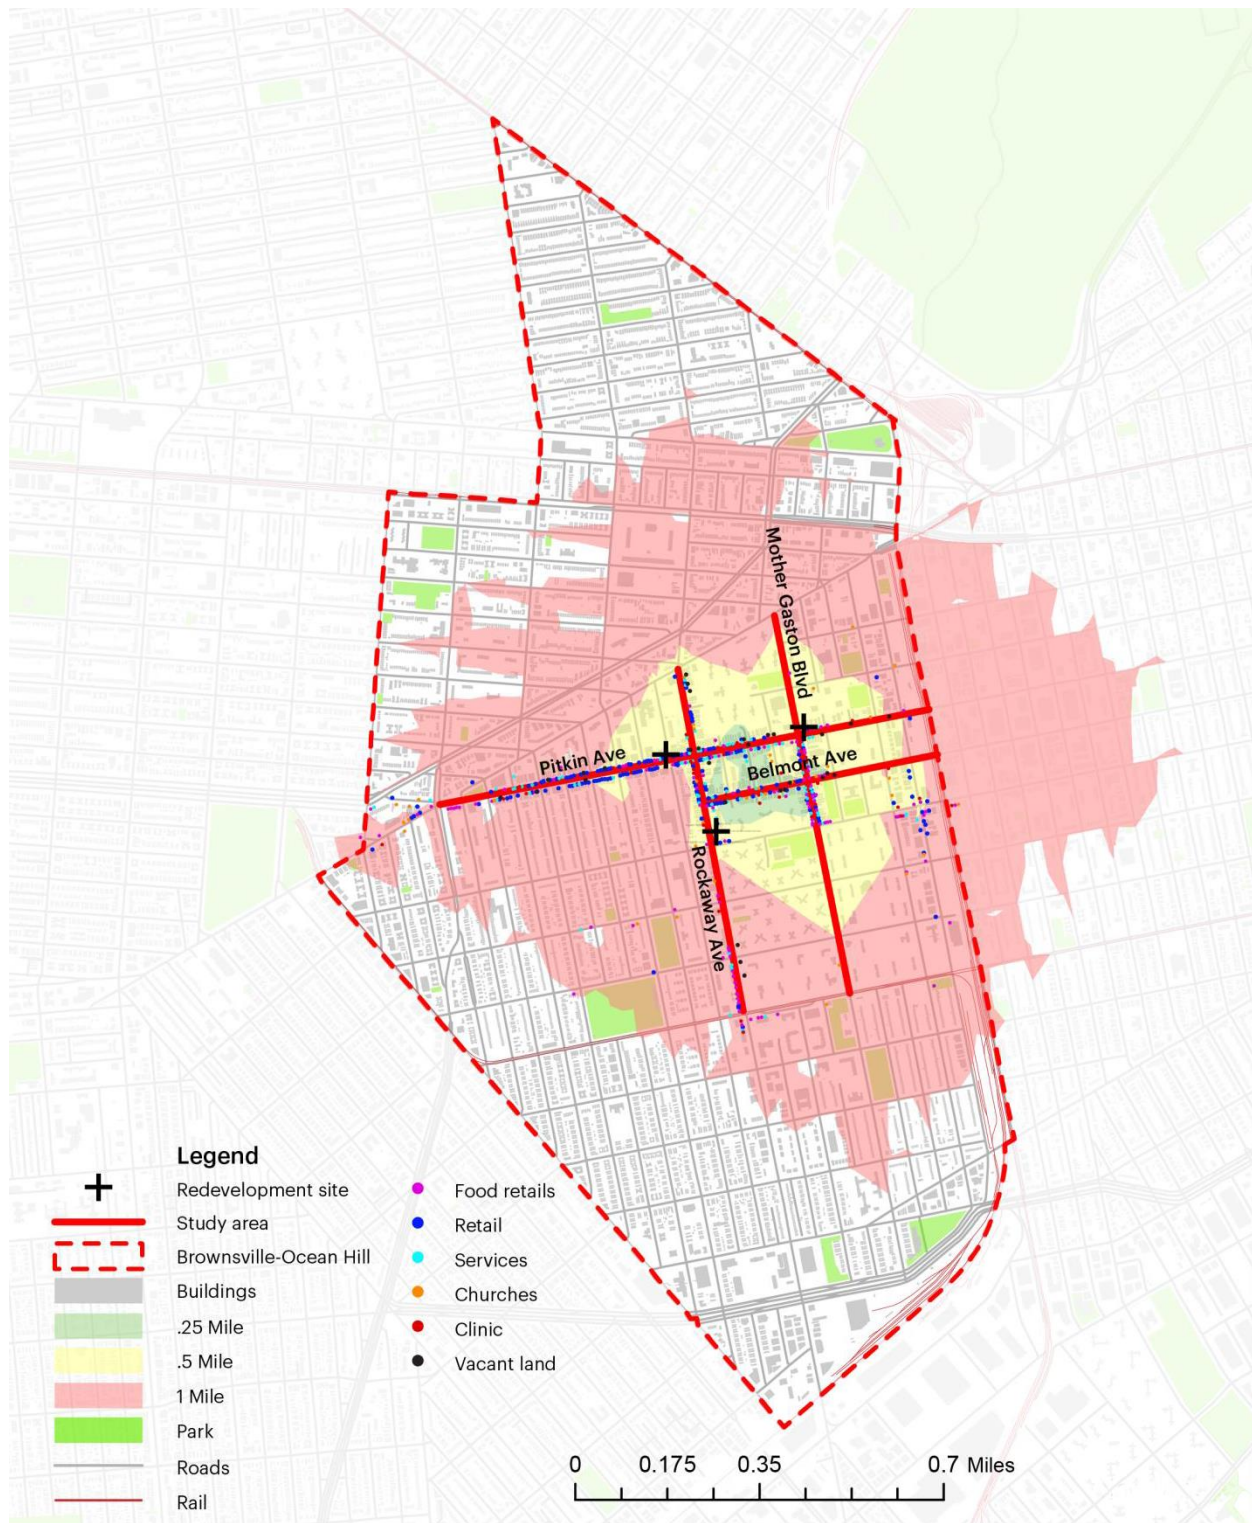 Mother Gaston Blvd
Pitkin Ave
Belmont Ave
Rockaway Ave
Legend
Redevelopment site
Study area
Brownsville-Ocean Hill
Buildings
.25 Mile
.5 Mile
1 Mile
Park
Roads
Rail
Food retails
Retail
Services
Churches
Clinic
Vacant land
0 0.175 0.35 0.7 Miles